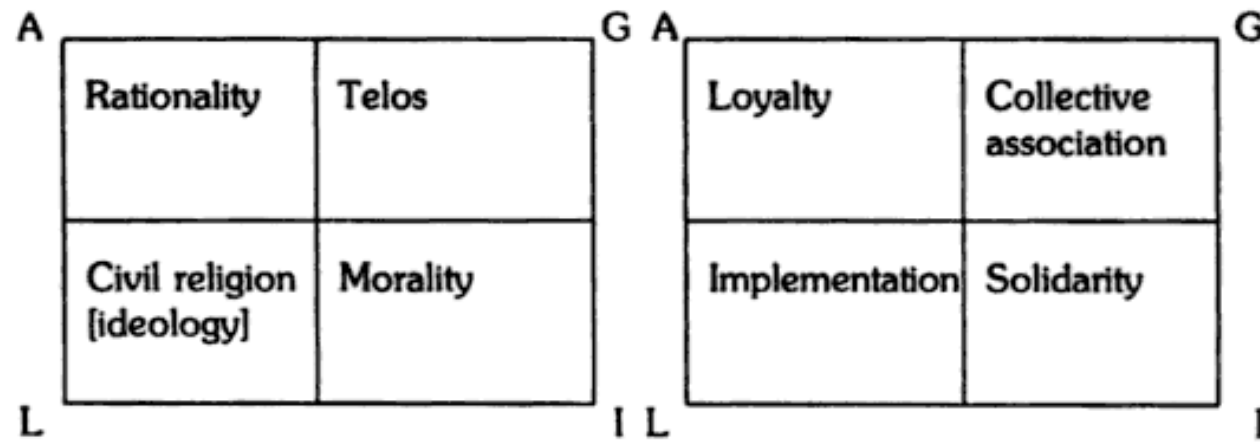 A G A G
Rationality Telos Loyalty Collective
association
Civil religion Morality Implementation Solidarity
[ideology]
L I L I